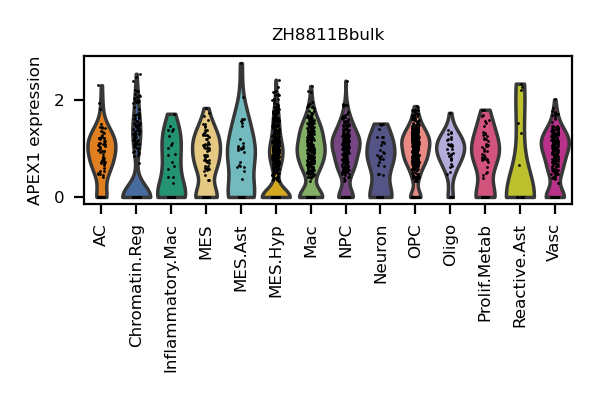 ZH8811Bbulk
APEX1 expression
2
0
AC
Chromatin.Reg
Inflammatory.Mac
MES
MES.Ast
MES.Hyp
Mac
NPC
Neuron
OPC
Oligo
Prolif.Metab
Reactive.Ast
Vasc